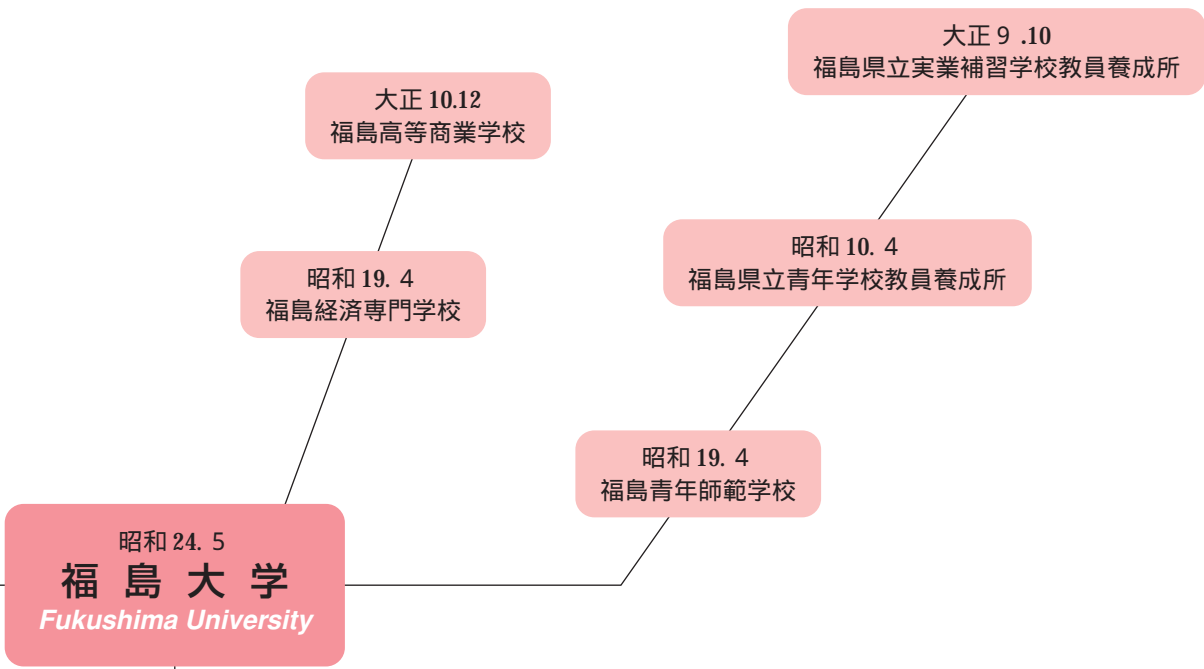 大正９.10
福島県立実業補習学校教員養成所
大正 10.12
福島高等商業学校
昭和 10. ４
福島県立青年学校教員養成所
昭和 19. ４
福島経済専門学校
昭和 19. ４
福島青年師範学校
昭和 24. ５
福島大学
Fukushima University